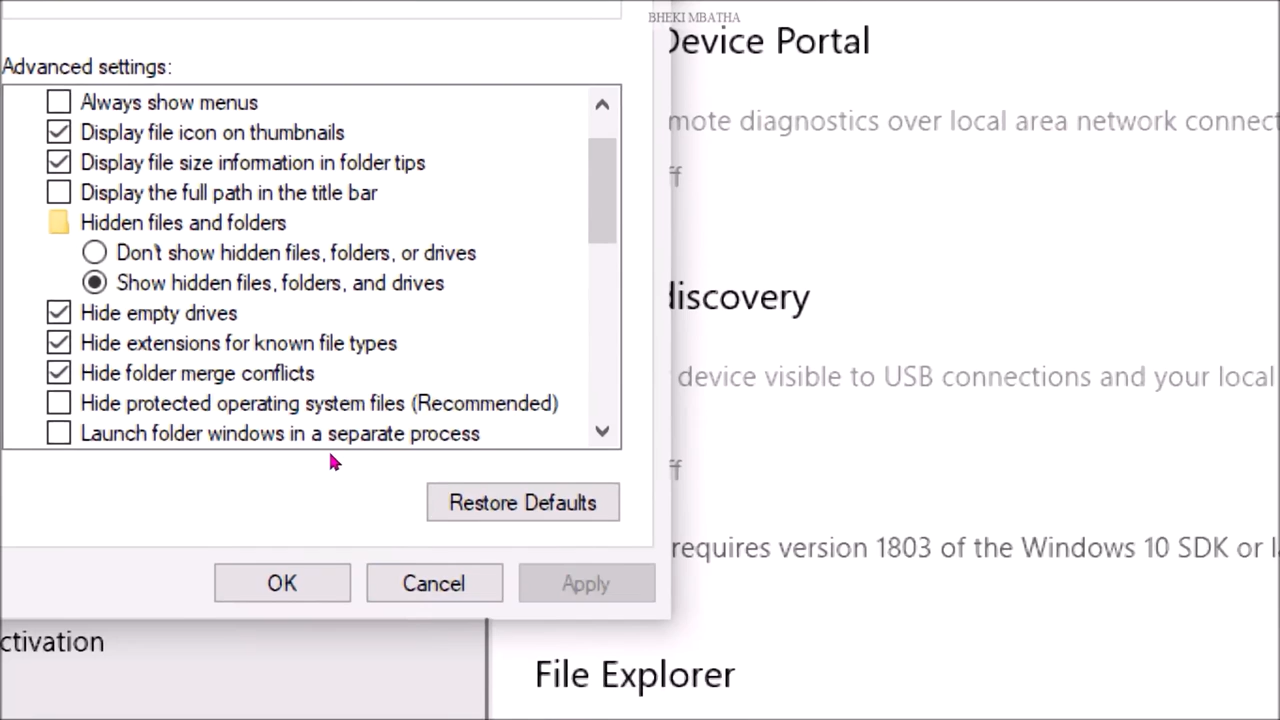 BHEKI MBATHA
Device Portal
Advanced settings:
Always show menus
mote diagnostics over local area network connect
Display file icon on thumbnails
Display file size information in folder tips
ff
Display the full path in the title bar
Hidden files and folders
Don't show hidden files, folders, or drives
Show hidden files, folders, and drives
discovery
Hide empty drives
Hide extensions for known file types
Hide folder merge conflicts
device visible to USB connections and your local
Hide protected operating system files (Recommended)
Launch folder windows in a separate process
ff
Restore Defaults
requires version 1803 of the Windows 10 SDK or la
OK
Cancel
Apply
ctivation
File Explorer